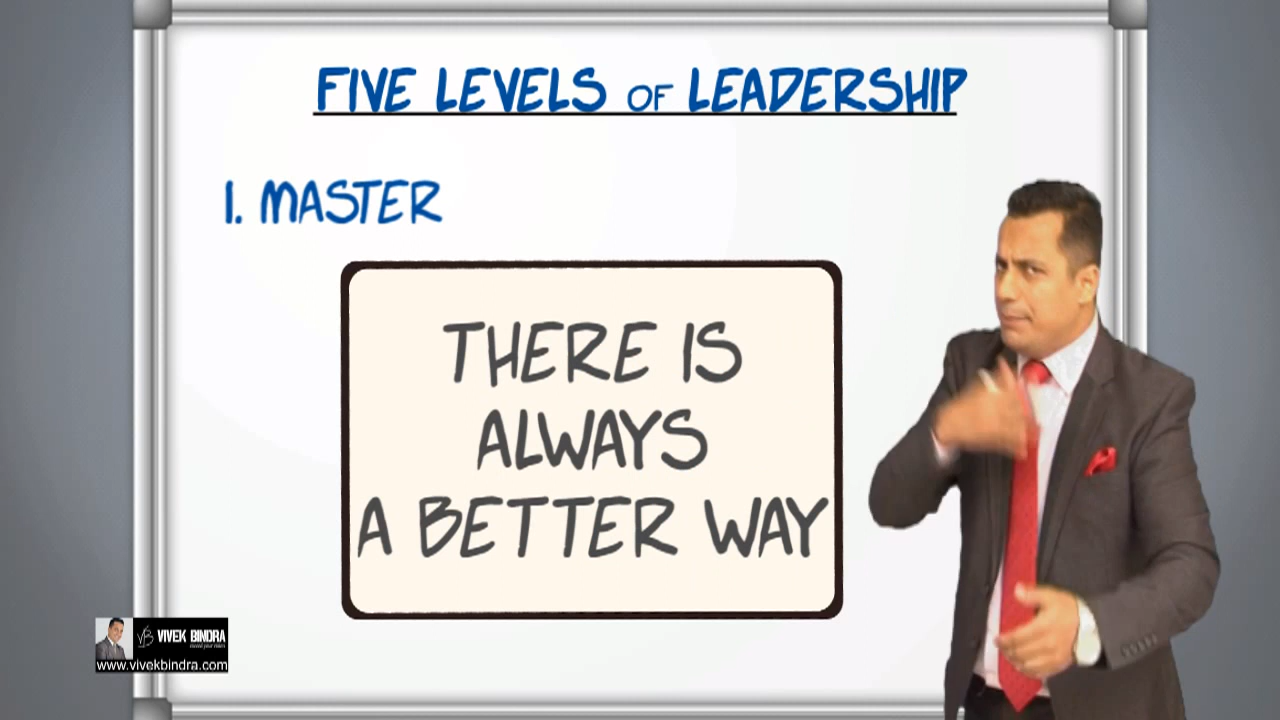 FIVE LEVELS OF LEADERSHIP
1. MASTER
THERE IS
ALWAYS
A BETTER WAY
VIVEK BINDRA
www.vivekbindra.com